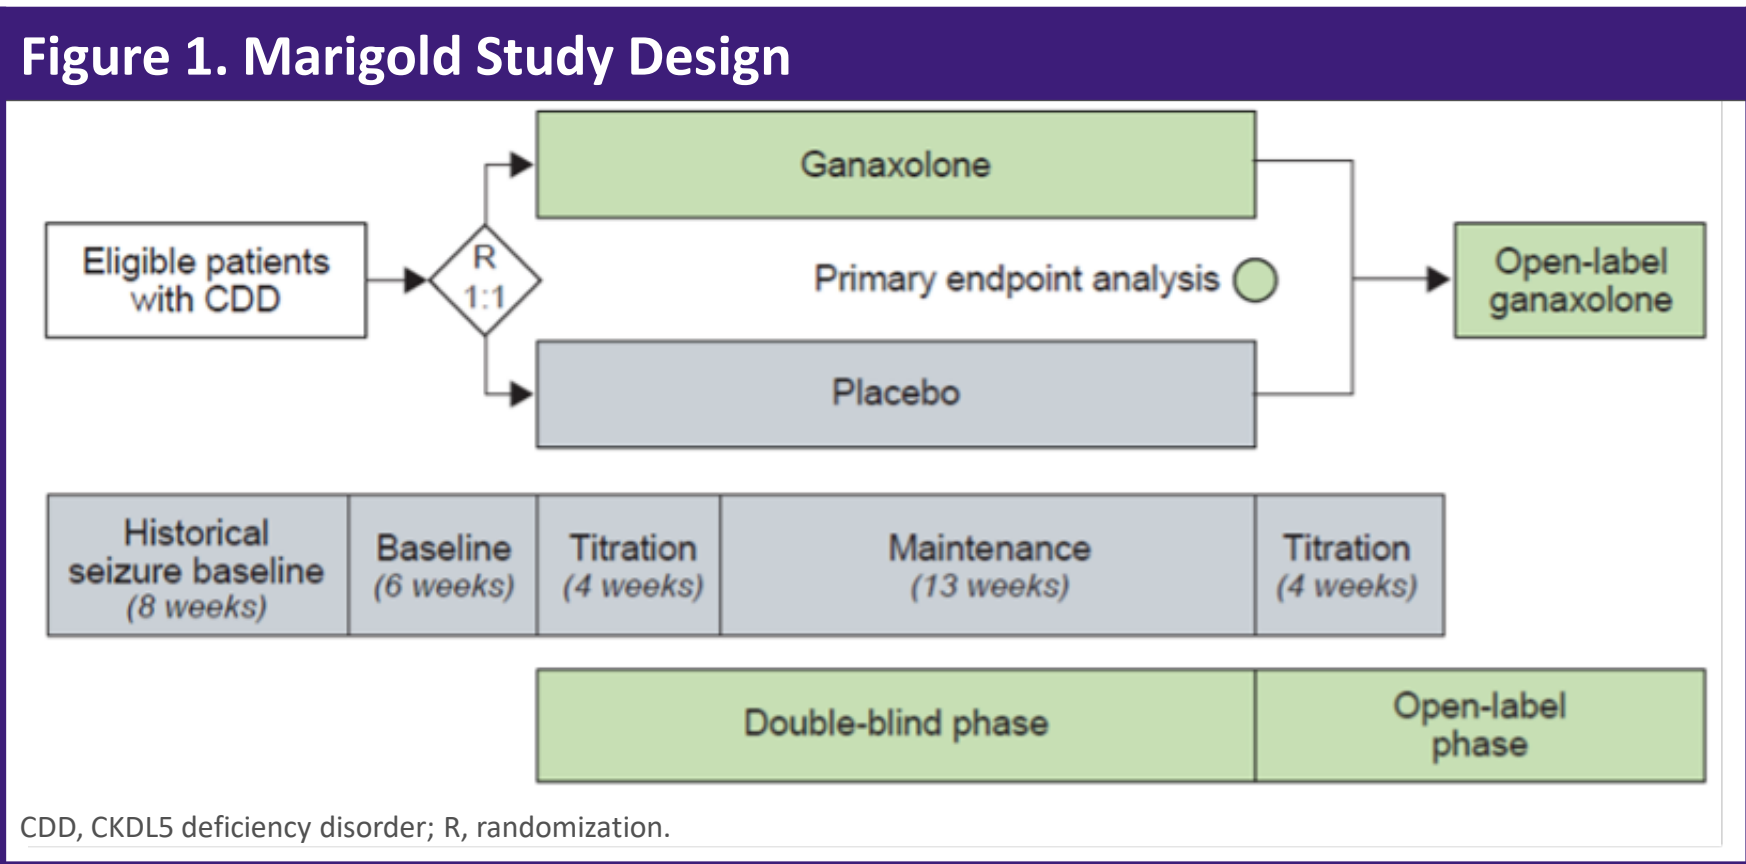 Figure 1. Marigold Study Design
Ganaxolone
Eligible patients
with CDD
R
1:1
Primary endpoint analysis
Open-label
ganaxolone
Placebo
Historical
seizure baseline
(8 weeks)
Baseline
(6 weeks)
Titration
(4 weeks)
Maintenance
(13 weeks)
Titration
(4 weeks)
Double-blind phase
Open-label
phase
CDD, CKDL5 deficiency disorder; R, randomization.